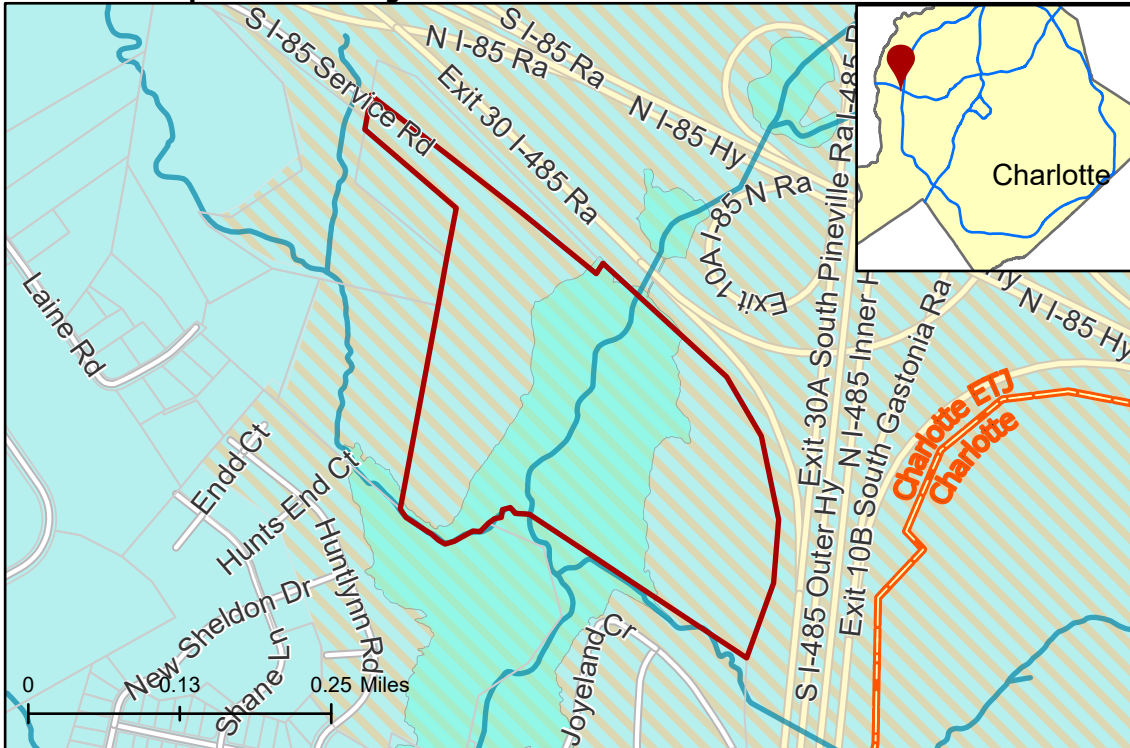 S I-85 Ra
N I-85 Ra
S I-85 Service Rd
Exit 30 I-485 Ra
N I-85 Hy
Charlotte
Exit 10A I-85 N Ra
Exit 30A South Pineville Ra
N I-485 Inner H
S I-485 Outer Hy
Exit 10B South Gastonia Ra
Hy
N I-85 Hy
Laine Rd
Charlotte ETJ
Charlotte
Endd Ct
Hunts End Ct
Huntlynn Rd
New Sheldon Dr
Shane Ln
Joyeland Cr
0
0.13
0.25 Miles